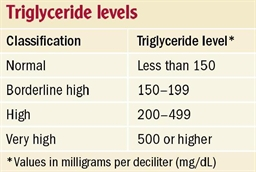 Triglyceride levels
Classification Triglyceride level*
Normal Less than 150
Borderline high 150–199
High 200–499
Very high 500 or higher
*Values in milligrams per deciliter (mg/dL)